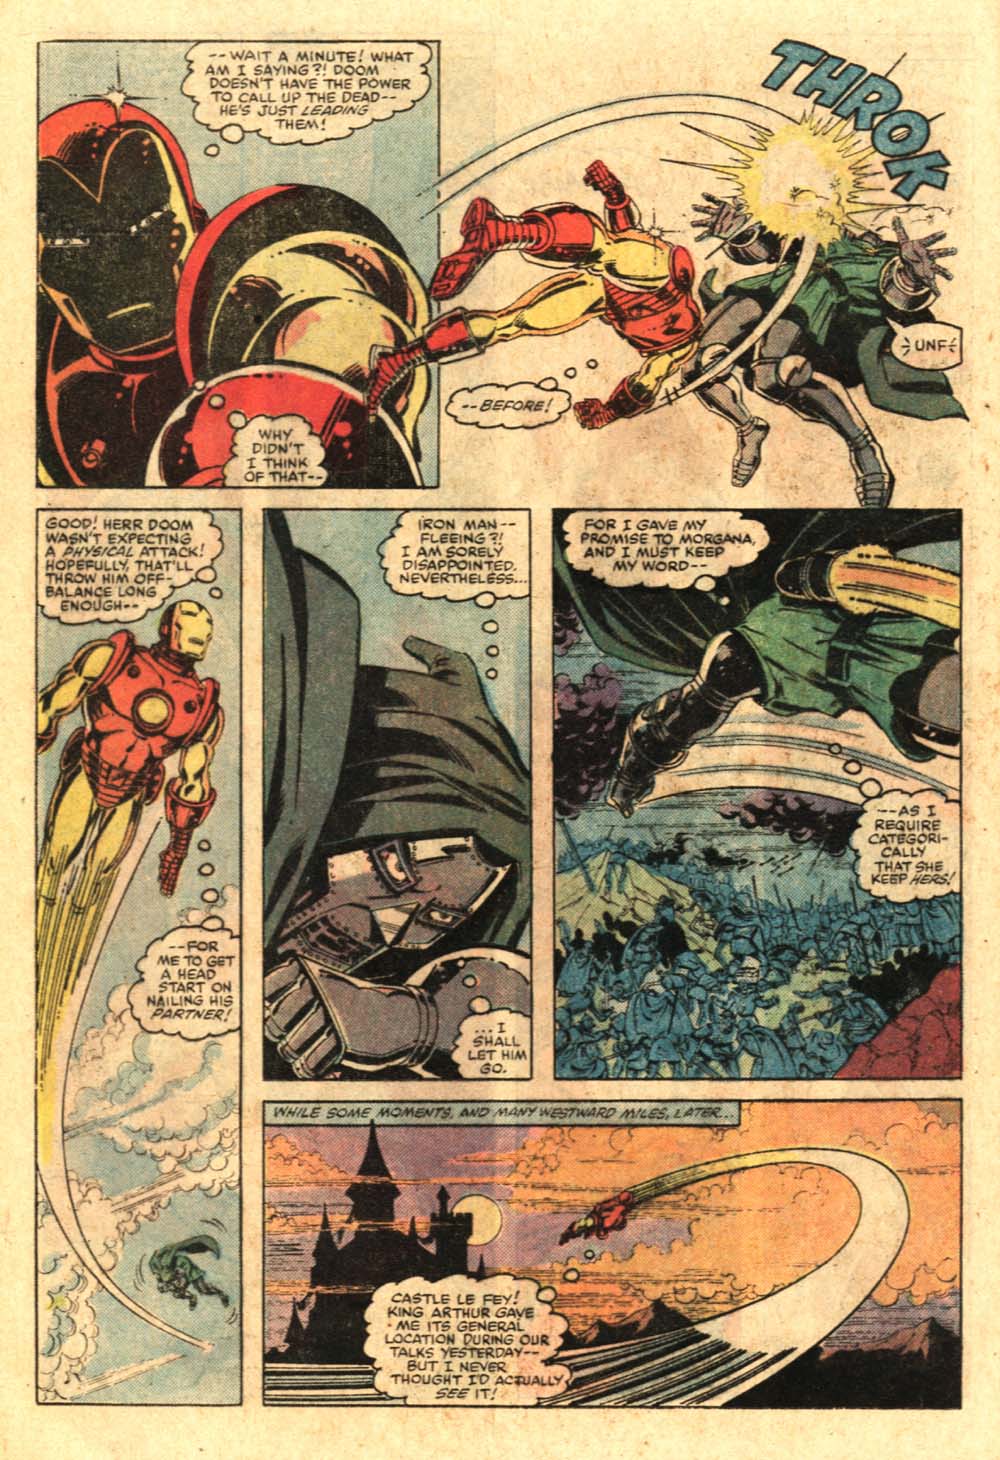 --WAIT A MINUTE! WHAT
AM I SAYING?! DOOM
DOESN'T HAVE THE POWER
TO CALL UP THE DEAD--
HE'S JUST LEADING
THEM!
WHY
DIDN'T
I THINK
OF THAT--
THROK
--BEFORE!
UNF
GOOD! HERR DOOM
WASN'T EXPECTING
A PHYSICAL ATTACK!
HOPEFULLY, THAT'LL
THROW HIM OFF-
BALANCE LONG
ENOUGH--
--FOR
ME TO GET
A HEAD
START ON
NAILING HIS
PARTNER!
IRON MAN--
FLEEING?!
I AM SORELY
DISAPPOINTED.
NEVERTHELESS...
...I
SHALL
LET HIM
GO.
FOR I GAVE MY
PROMISE TO MORGANA,
AND I MUST KEEP
MY WORD--
--AS I
REQUIRE
CATEGORI-
CALLY
THAT SHE
KEEP HERS!
WHILE SOME MOMENTS, AND MANY WESTWARD MILES, LATER...
CASTLE LE FEY!
KING ARTHUR GAVE
ME ITS GENERAL
LOCATION DURING OUR
TALKS YESTERDAY--
BUT I NEVER
THOUGHT I'D ACTUALLY
SEE IT!